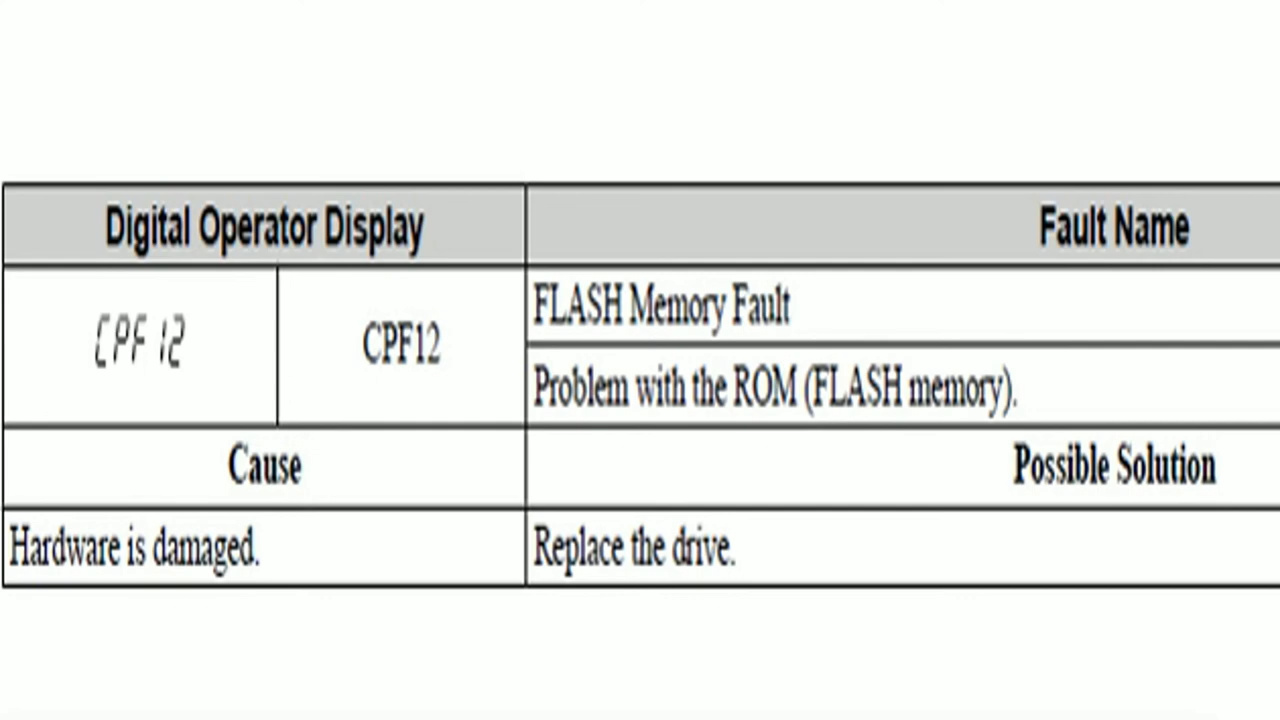 Digital Operator Display
Fault Name
CPF12
CPF12
FLASH Memory Fault
Problem with the ROM (FLASH memory).
Cause
Possible Solution
Hardware is damaged.
Replace the drive.